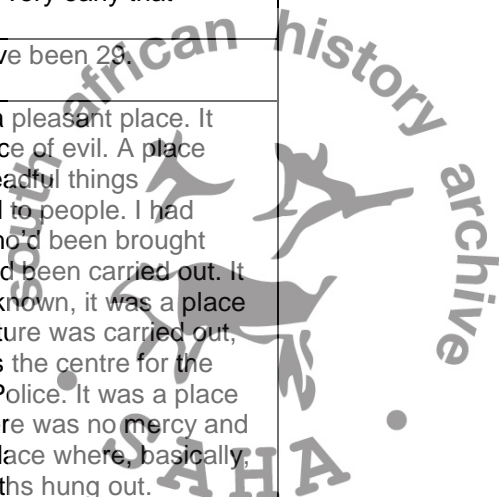 very early that
ve been 29.
a pleasant place. It
ce of evil. A place
eadful things
d to people. I had
ho'd been brought
d been carried out. It
known, it was a place
ture was carried out,
s the centre for the
Police. It was a place
re was no mercy and
lace where, basically,
ths hung out.
south african history archive
SAHA